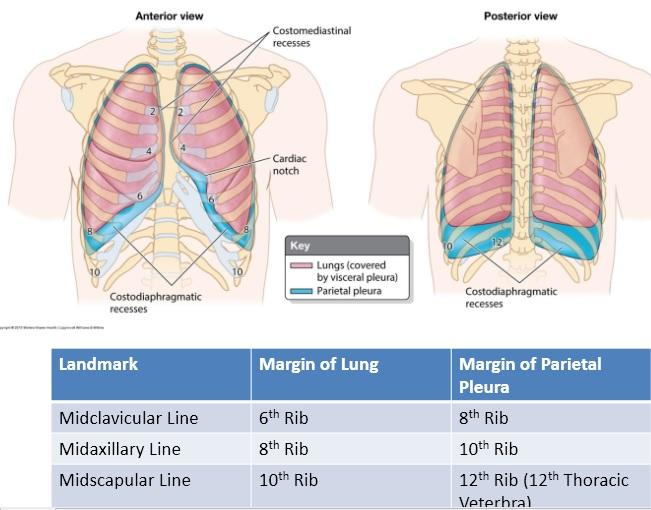 Anterior view
Posterior view
Costomediastinal
recesses
2
2
4
4
Cardiac
notch
6
6
8
8
10
10
10
12
Key
Lungs (covered
by visceral pleura)
Parietal pleura
Costodiaphragmatic
recesses
Costodiaphragmatic
recesses
Landmark
Margin of Lung
Margin of Parietal
Pleura
Midclavicular Line
6th Rib
8th Rib
Midaxillary Line
8th Rib
10th Rib
Midscapular Line
10th Rib
12th Rib (12th Thoracic
Veterbra)